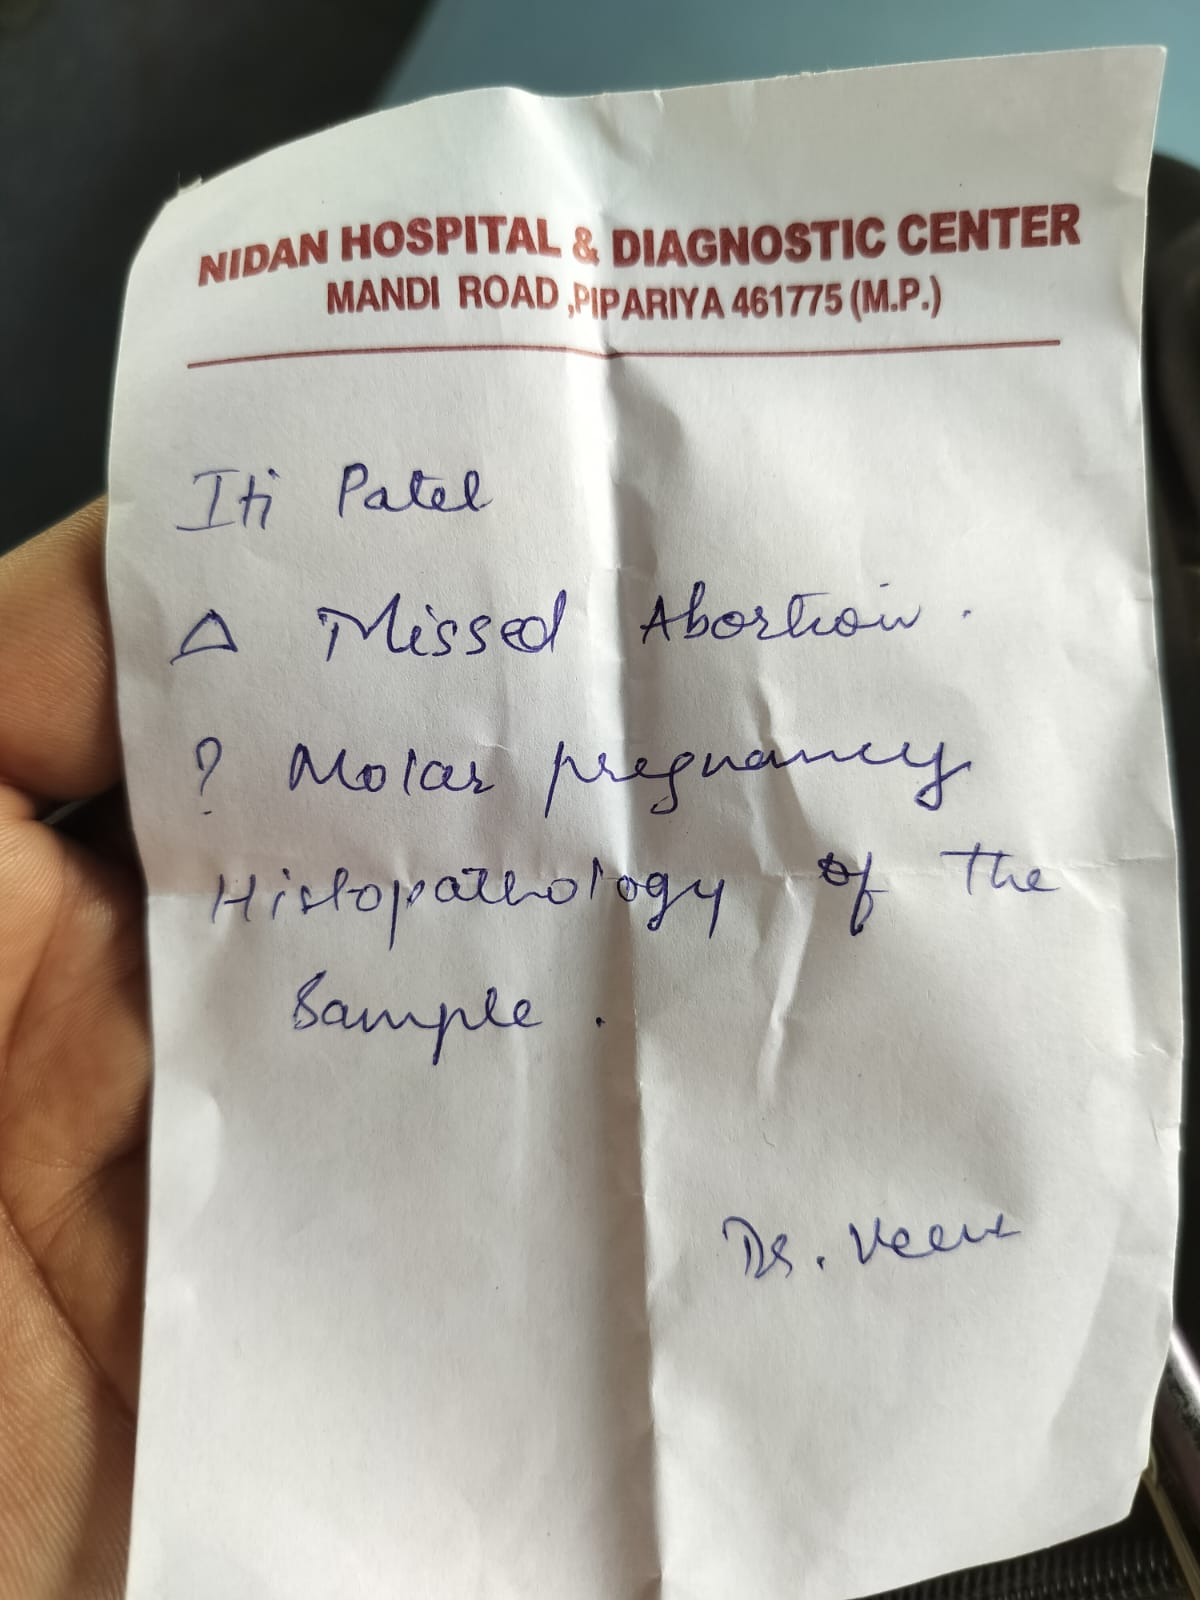 NIDAN HOSPITAL & DIAGNOSTIC CENTER
MANDI ROAD ,PIPARIYA 461775 (M.P.)
Iti Patel
Δ Missed Abortion.
? Molar pregnancy
Histopathology of the
Sample.
Dr.